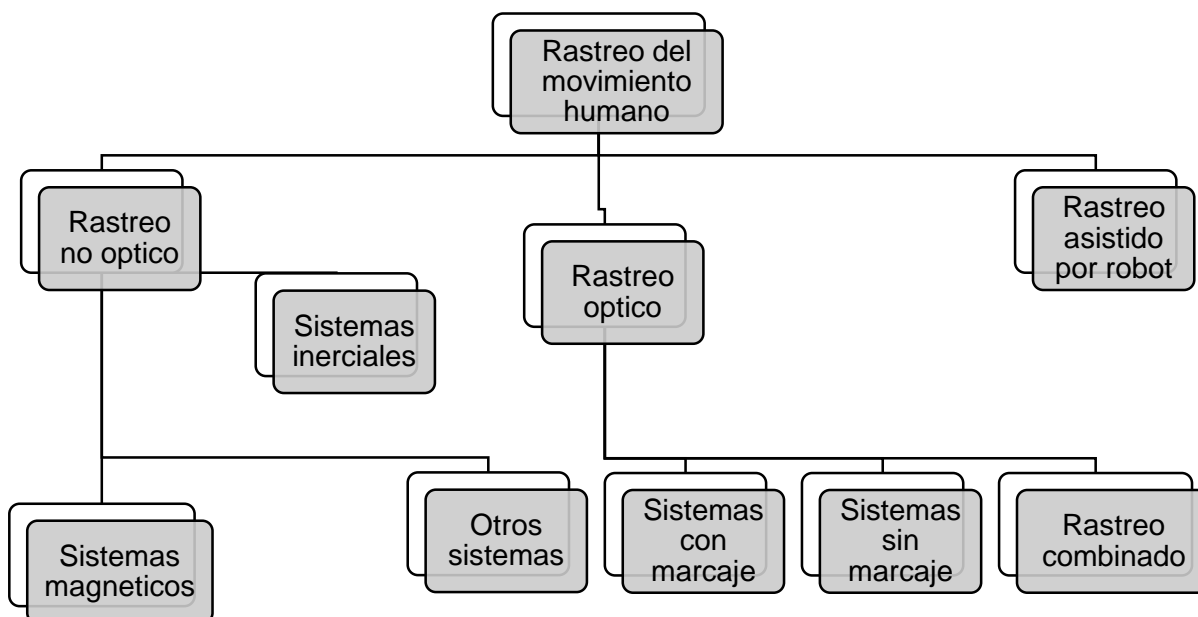 Rastreo del
movimiento
humano
Rastreo
no optico
Rastreo
optico
Rastreo
asistido
por robot
Sistemas
inerciales
Sistemas
magneticos
Otros
sistemas
Sistemas
con
marcaje
Sistemas
sin
marcaje
Rastreo
combinado